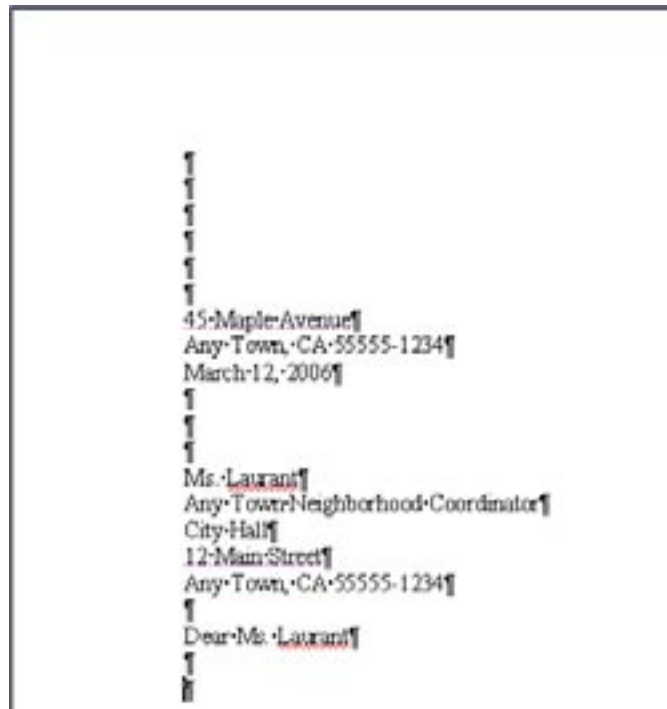 ¶
¶
¶
¶
¶
¶
45·Maple·Avenue¶
Any·Town,·CA·55555-1234¶
March·12,·2006¶
¶
¶
¶
Ms.·Laurant¶
Any·Town·Neighborhood·Coordinator¶
City·Hall¶
12·Main·Street¶
Any·Town,·CA·55555-1234¶
¶
Dear·Ms.·Laurant¶
¶
¶